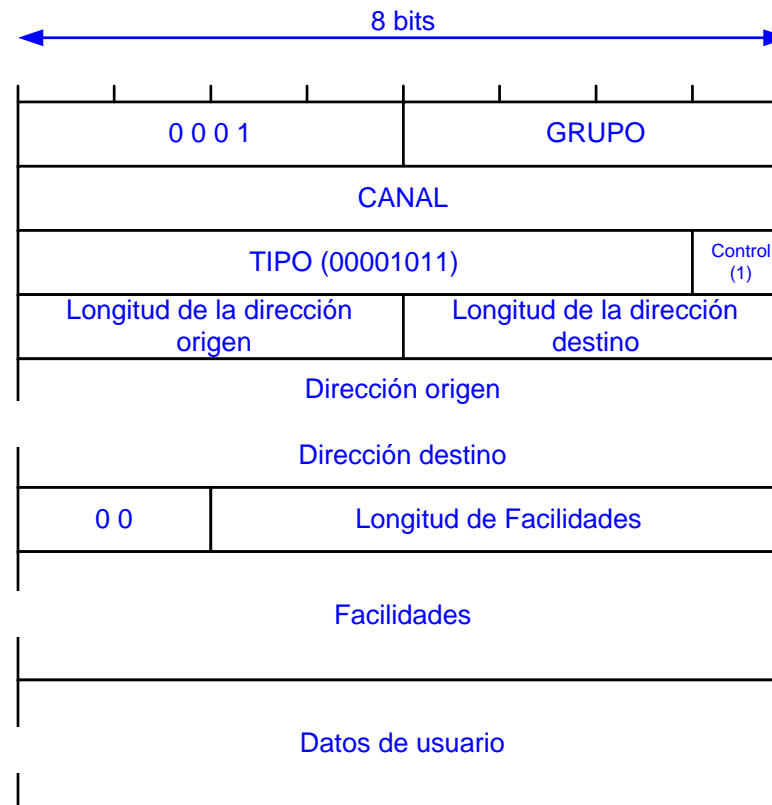 8 bits
0 0 0 1
GRUPO
CANAL
TIPO (00001011)
Control
(1)
Longitud de la dirección
origen
Longitud de la dirección
destino
Dirección origen
Dirección destino
0 0
Longitud de Facilidades
Facilidades
Datos de usuario